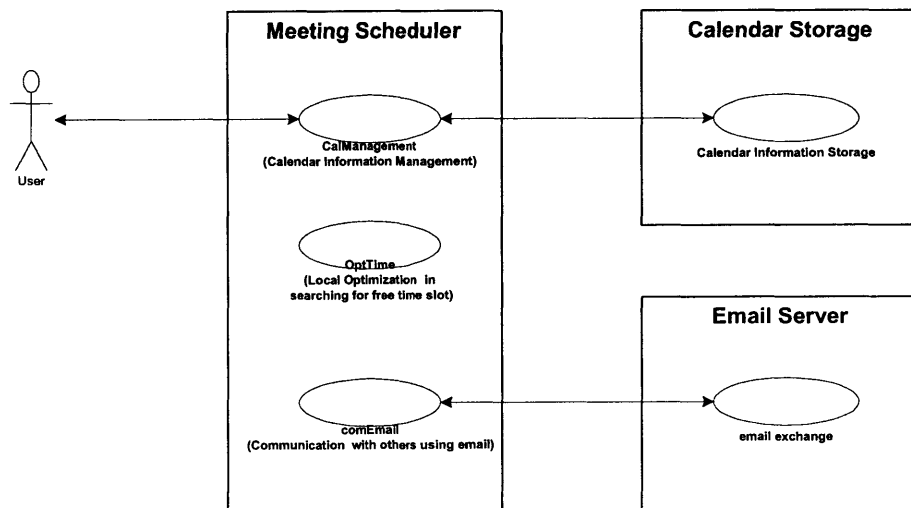 Meeting Scheduler
Calendar Storage
User
CalManagement
(Calendar Information Management)
Calendar Information Storage
OptTime
(Local Optimization in
searching for free time slot)
Email Server
comEmail
(Communication with others using email)
email exchange